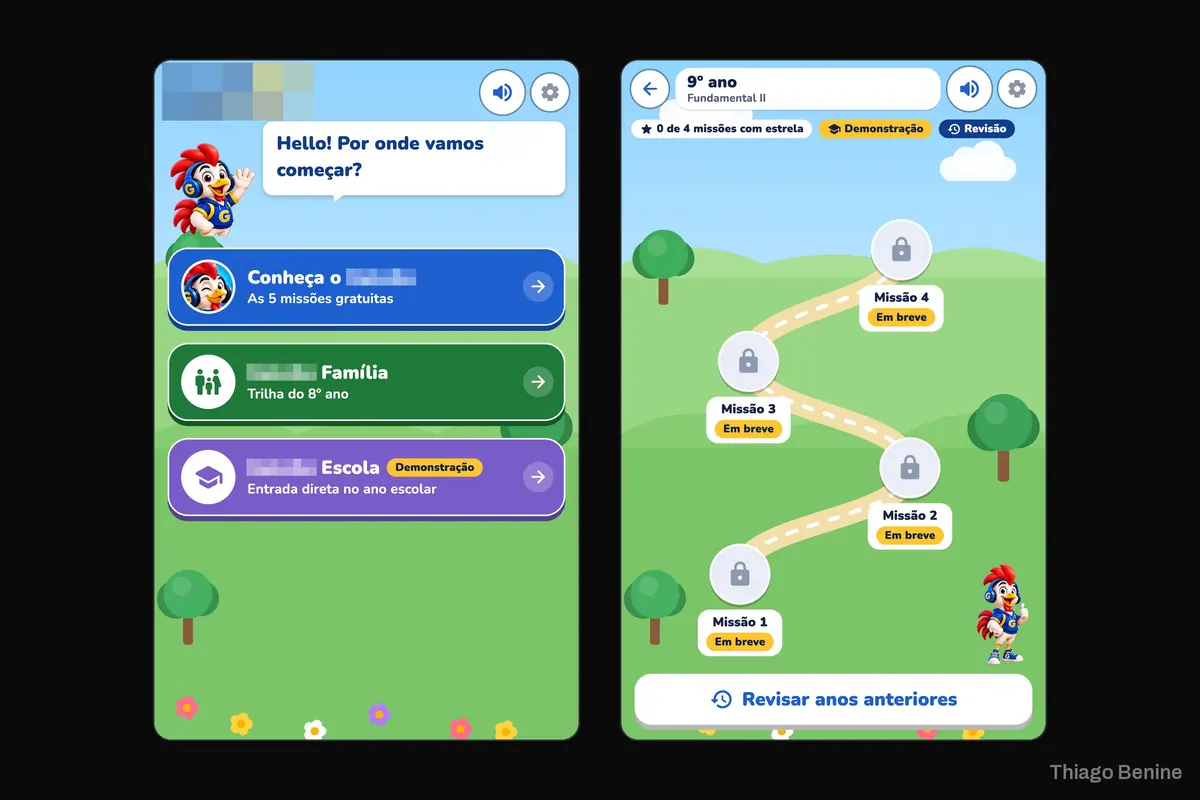 Hello! Por onde vamos
começar?
Conheça o
As 5 missões gratuitas
Família
Trilha do 8º ano
Escola
Demonstração
Entrada direta no ano escolar
9º ano
Fundamental II
0 de 4 missões com estrela
Demonstração
Revisão
Missão 4
Em breve
Missão 3
Em breve
Missão 2
Em breve
Missão 1
Em breve
Revisar anos anteriores
Thiago Benine